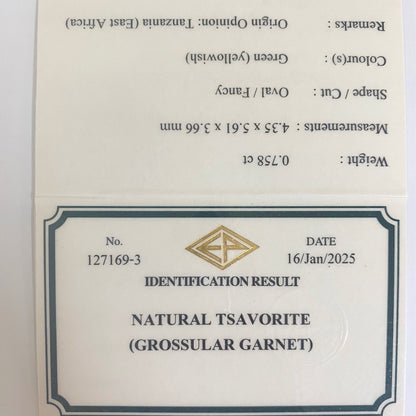 Weight : 0.758 ct
Measurements : 4.35 x 5.61 x 3.66 mm
Shape / Cut : Oval / Fancy
Colour(s) : Green (yellowish)
Remarks : Origin Opinion: Tanzania (East Africa)
No. DATE
127169-3 16/Jan/2025
IDENTIFICATION RESULT
NATURAL TSAVORITE
(GROSSULAR GARNET)